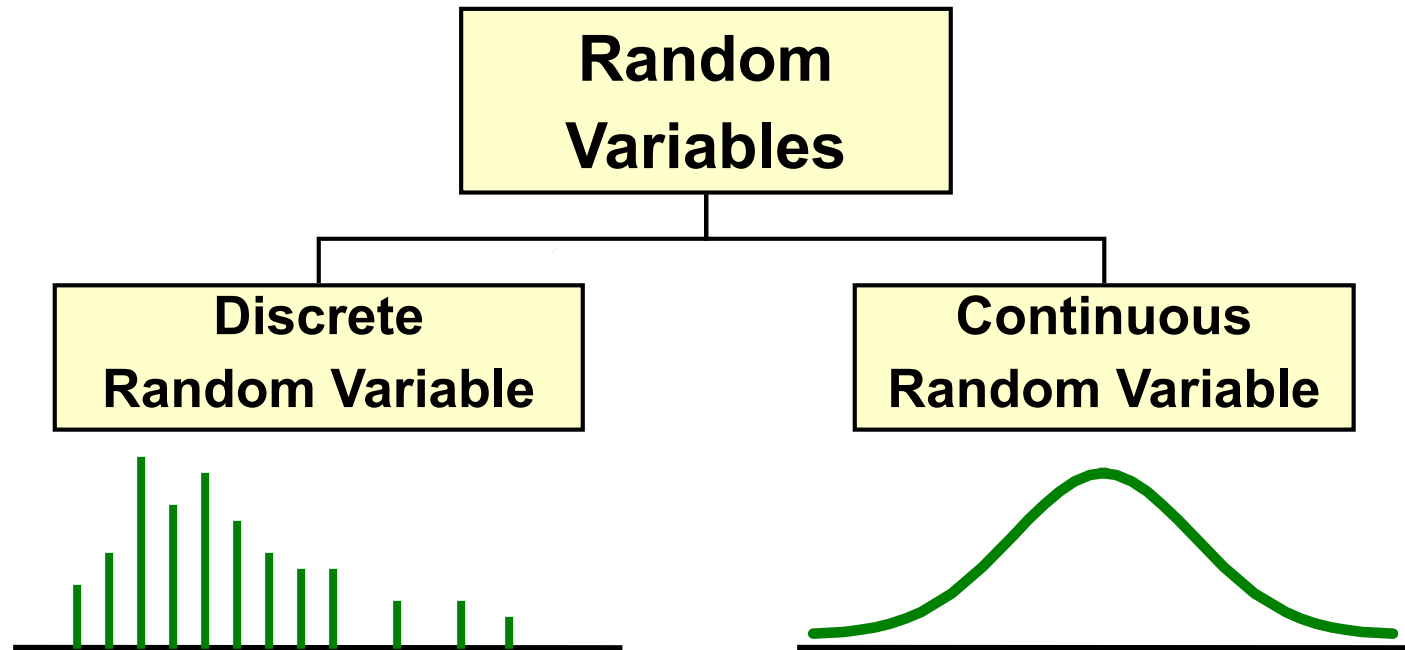 Random
Variables
Discrete
Random Variable
Continuous
Random Variable